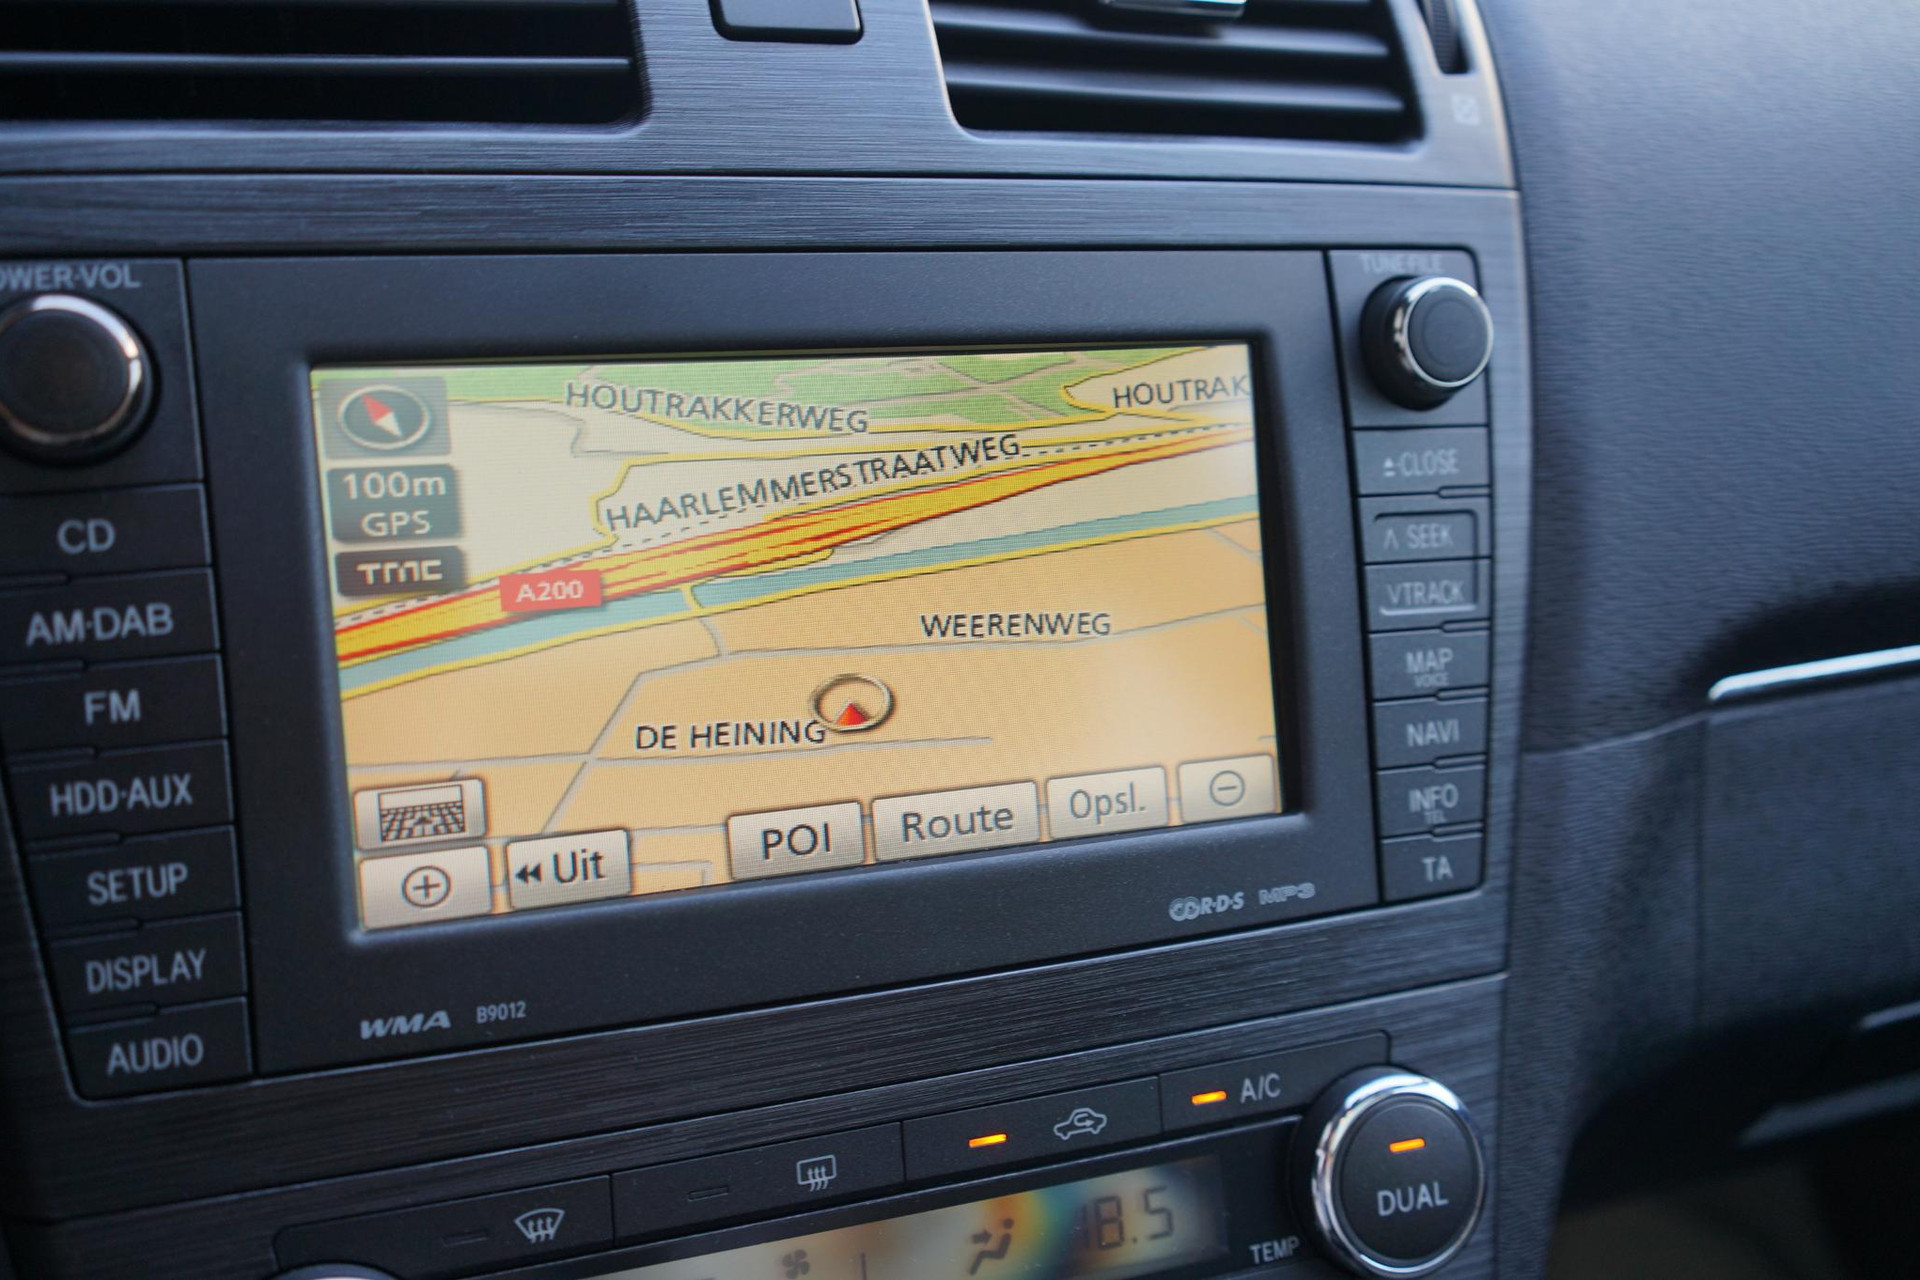 POWER·VOL
CD
AM·DAB
FM
HDD·AUX
SETUP
DISPLAY
AUDIO
HOUTRAKKERWEG
HOUTRAK
HAARLEMMERSTRAATWEG
100m
GPS
TMC
A200
WEERENWEG
DE HEINING
Uit
POI
Route
Opsl.
WMA B9012
R·D·S MP3
TUNE·FILE
CLOSE
SEEK
TRACK
MAP
VOICE
NAVI
INFO
TEL
TA
A/C
18.5
TEMP
DUAL